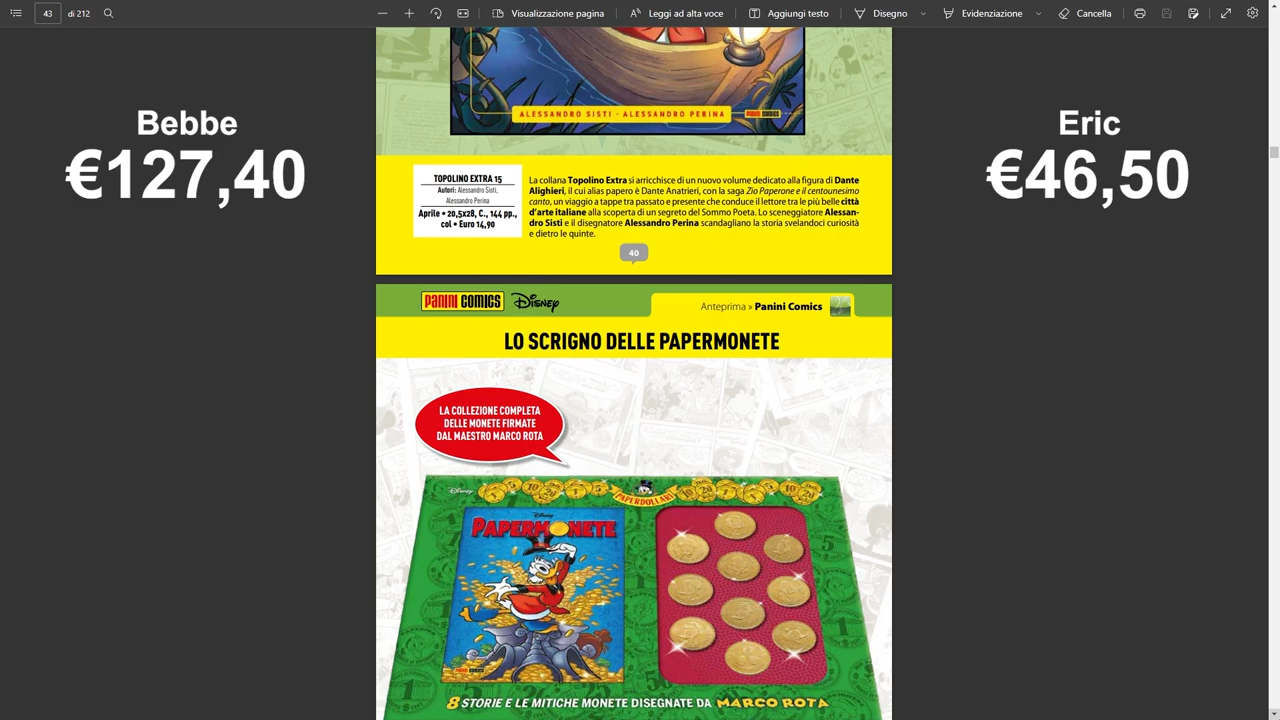 43 di 212
Visualizzazione pagina
Leggi ad alta voce
Aggiungi testo
Disegno
Evidenziazione
Cancella
Bebbe
€127,40
Eric
€46,50
ALESSANDRO SISTI - ALESSANDRO PERINA
PANINI COMICS
TOPOLINO EXTRA 15
Autori: Alessandro Sisti,
Alessandro Perina
Aprile • 20,5x28, C., 144 pp.,
col • Euro 14,90
La collana Topolino Extra si arricchisce di un nuovo volume dedicato alla figura di Dante
Alighieri, il cui alias papero è Dante Anatrieri, con la saga Zio Paperone e il centounesimo
canto, un viaggio a tappe tra passato e presente che conduce il lettore tra le più belle città
d'arte italiane alla scoperta di un segreto del Sommo Poeta. Lo sceneggiatore Alessan-
dro Sisti e il disegnatore Alessandro Perina scandagliano la storia svelandoci curiosità
e dietro le quinte.
40
PANINI COMICS Disney
Anteprima » Panini Comics
LO SCRIGNO DELLE PAPERMONETE
LA COLLEZIONE COMPLETA
DELLE MONETE FIRMATE
DAL MAESTRO MARCO ROTA
Disney
PAPERDOLLARI
Disney
PAPERMONETE
PANINI COMICS
8 STORIE E LE MITICHE MONETE DISEGNATE DA MARCO ROTA